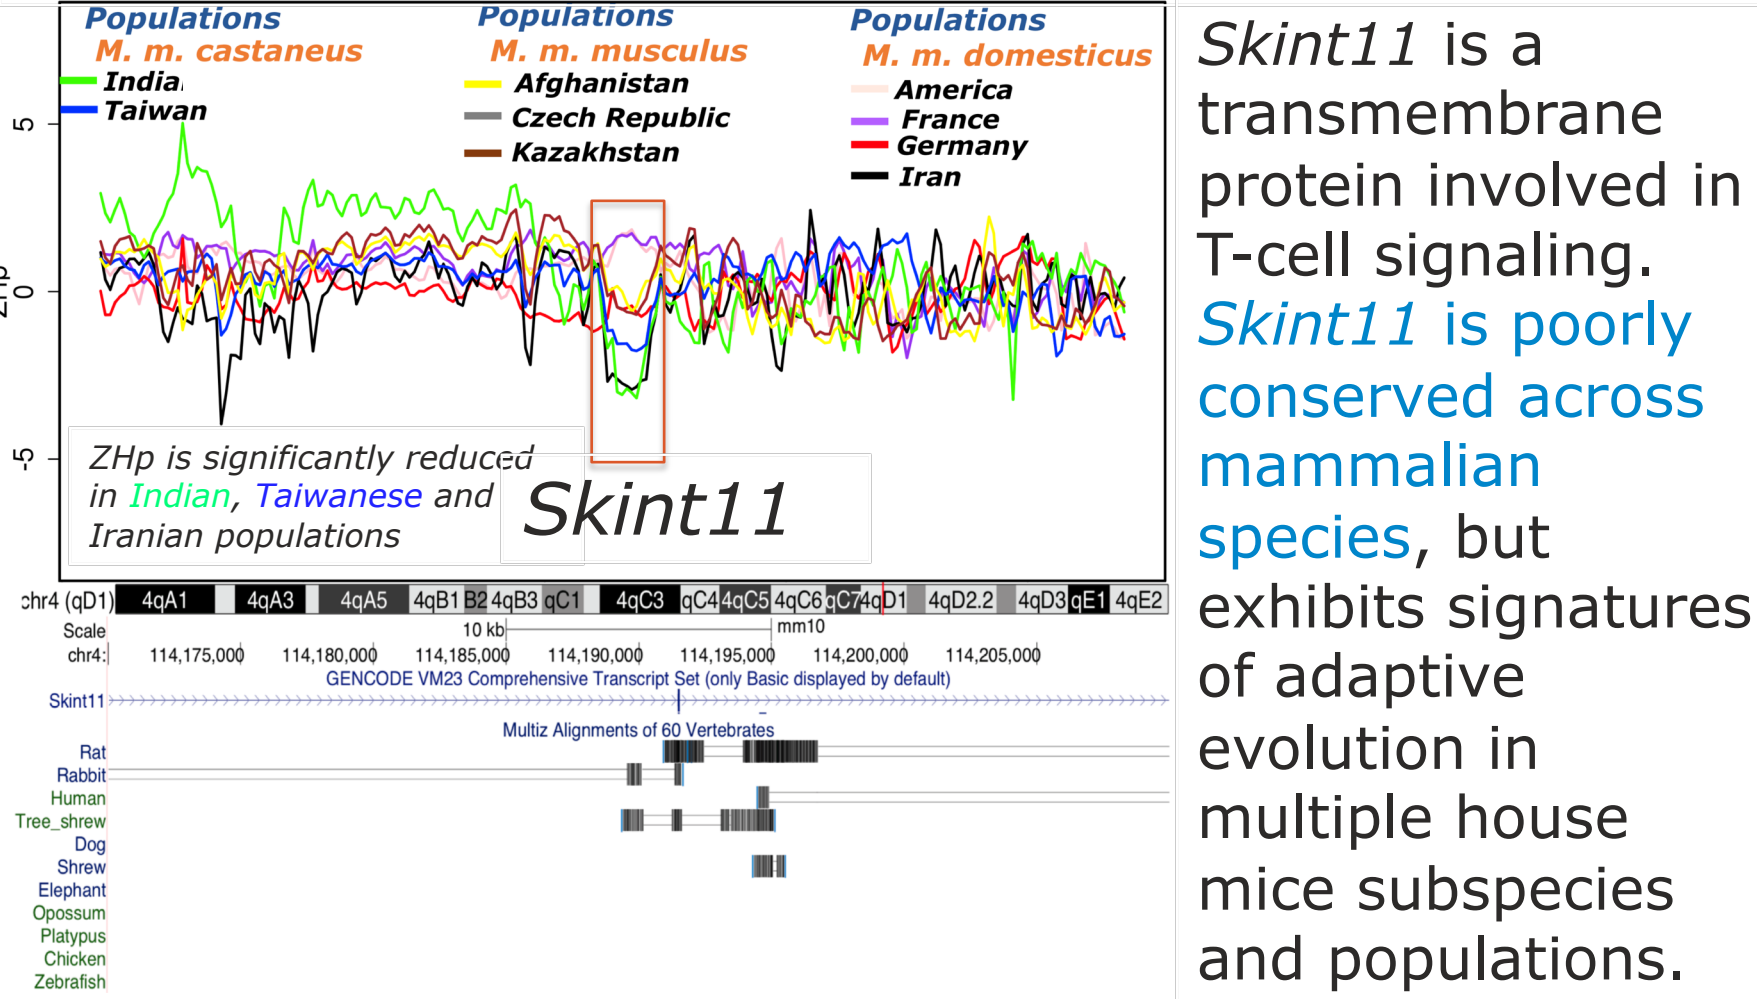 Populations
M. m. castaneus
India
Taiwan
Populations
M. m. musculus
Afghanistan
Czech Republic
Kazakhstan
Populations
M. m. domesticus
America
France
Germany
Iran
5
0
-5
ZHp
ZHp is significantly reduced
in Indian, Taiwanese and
Iranian populations
Skint11
chr4 (qD1) 4qA1 4qA3 4qA5 4qB1 B2 4qB3 qC1 4qC3 qC4 4qC5 4qC6 qC7 4qD1 4qD2.2 4qD3 qE1 4qE2
Scale 10 kb mm10
chr4: 114,175,000 114,180,000 114,185,000 114,190,000 114,195,000 114,200,000 114,205,000
GENCODE VM23 Comprehensive Transcript Set (only Basic displayed by default)
Skint11
Multiz Alignments of 60 Vertebrates
Rat
Rabbit
Human
Tree_shrew
Dog
Shrew
Elephant
Opossum
Platypus
Chicken
Zebrafish
Skint11 is a
transmembrane
protein involved in
T-cell signaling.
Skint11 is poorly
conserved across
mammalian
species, but
exhibits signatures
of adaptive
evolution in
multiple house
mice subspecies
and populations.